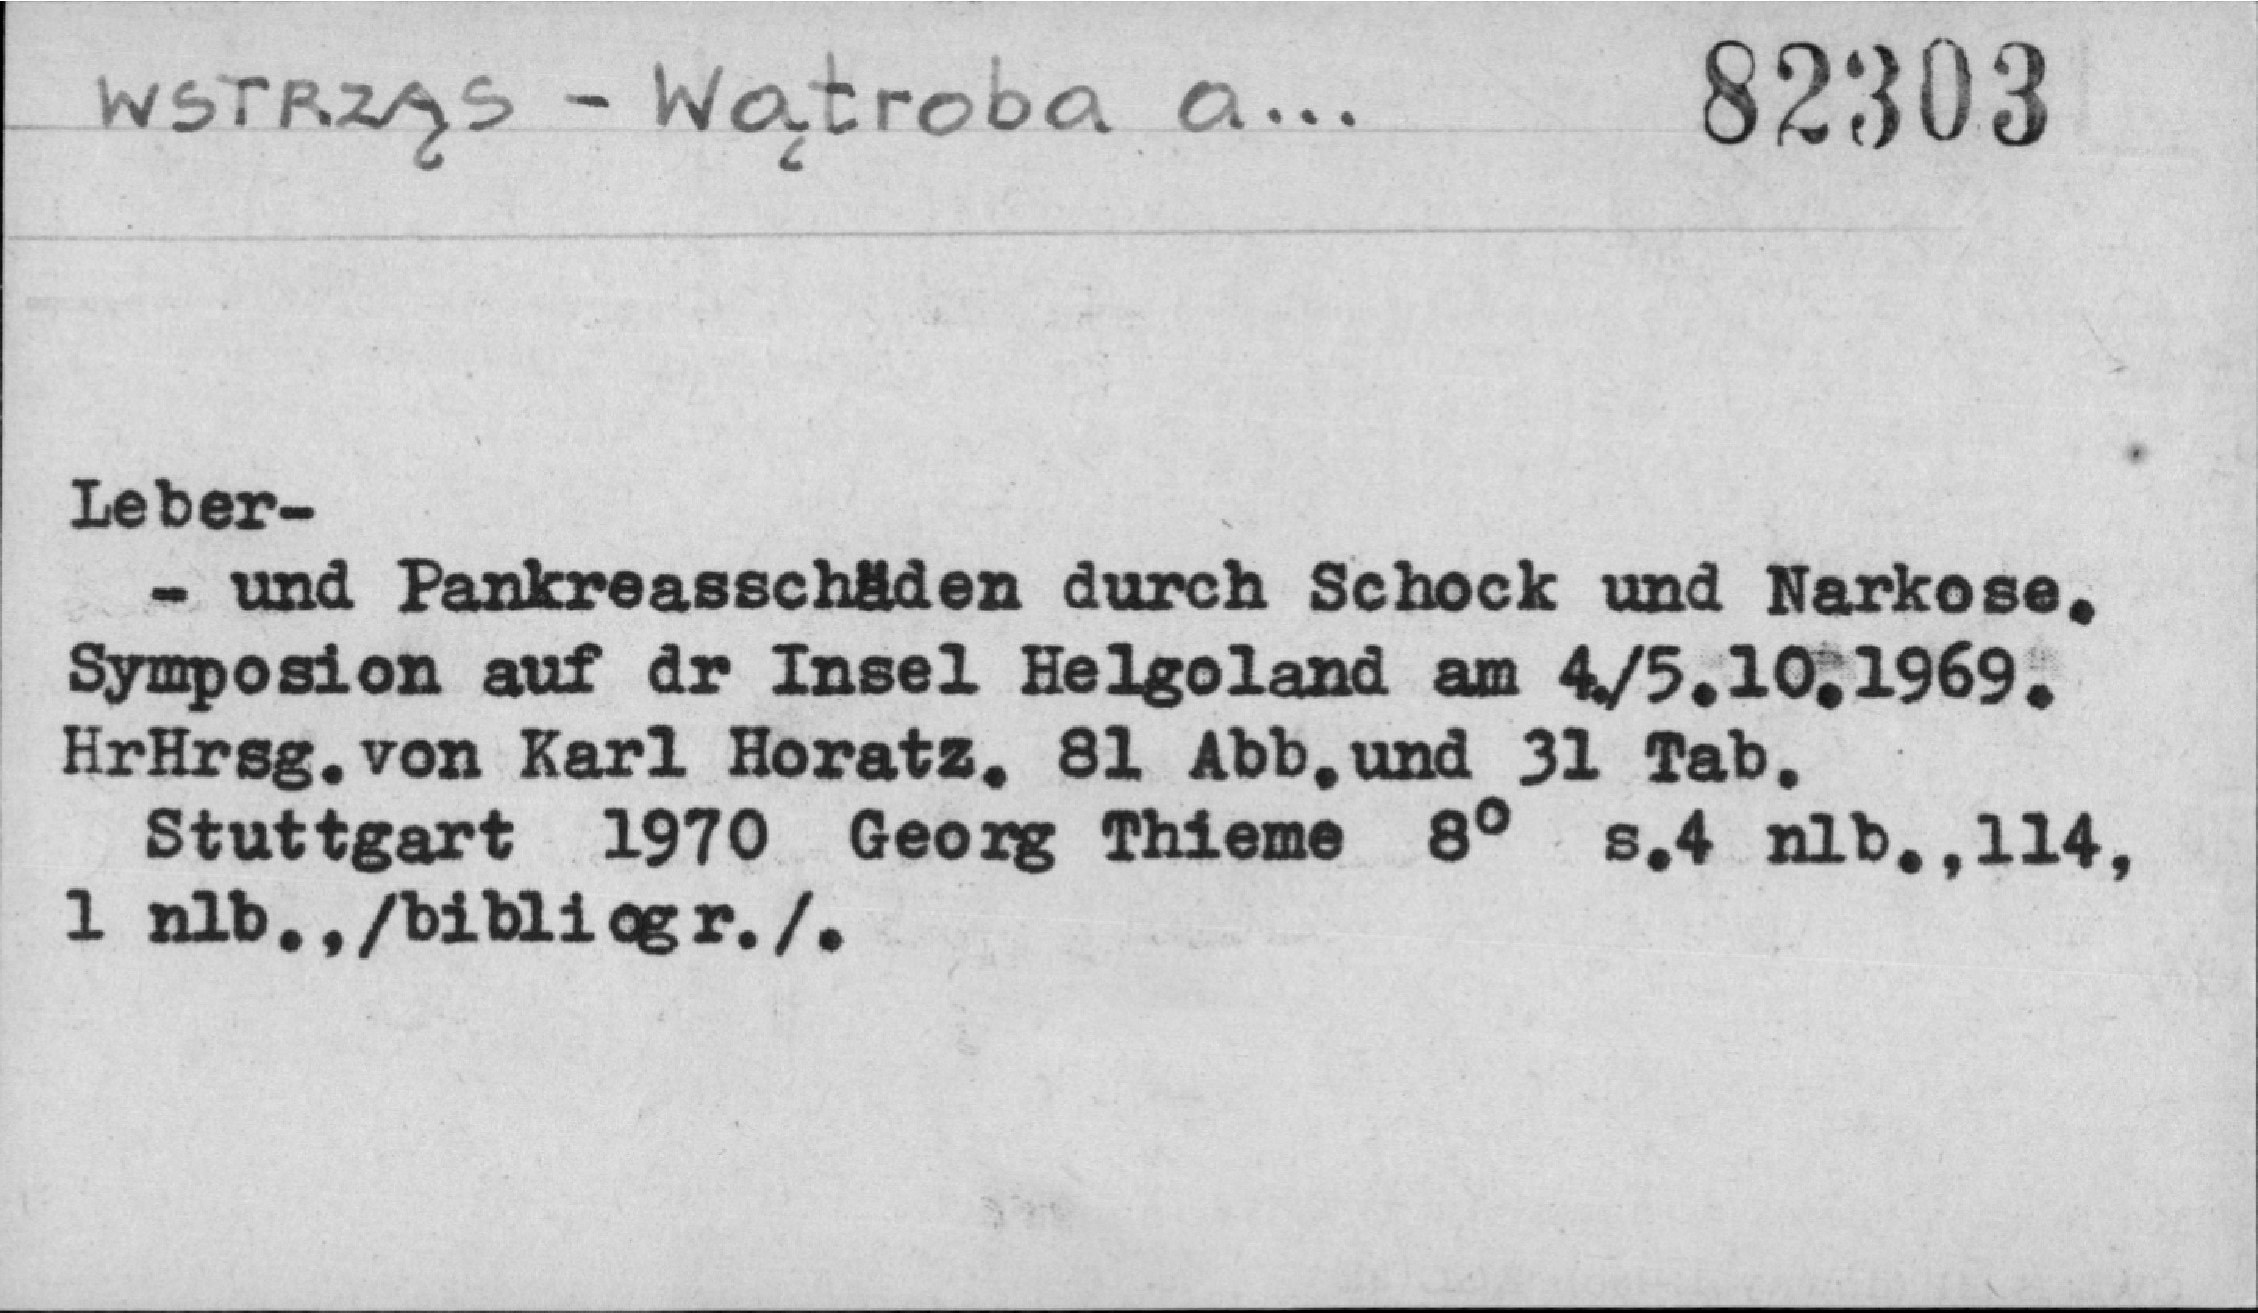 WSTRZĄS - Wątroba a... 82303
Leber-
- und Pankreasschäden durch Schock und Narkose.
Symposion auf dr Insel Helgoland am 4./5.10.1969.
HrHrsg.von Karl Horatz. 81 Abb.und 31 Tab.
Stuttgart 1970 Georg Thieme 8° s.4 nlb.,114,
1 nlb.,/bibliogr./.